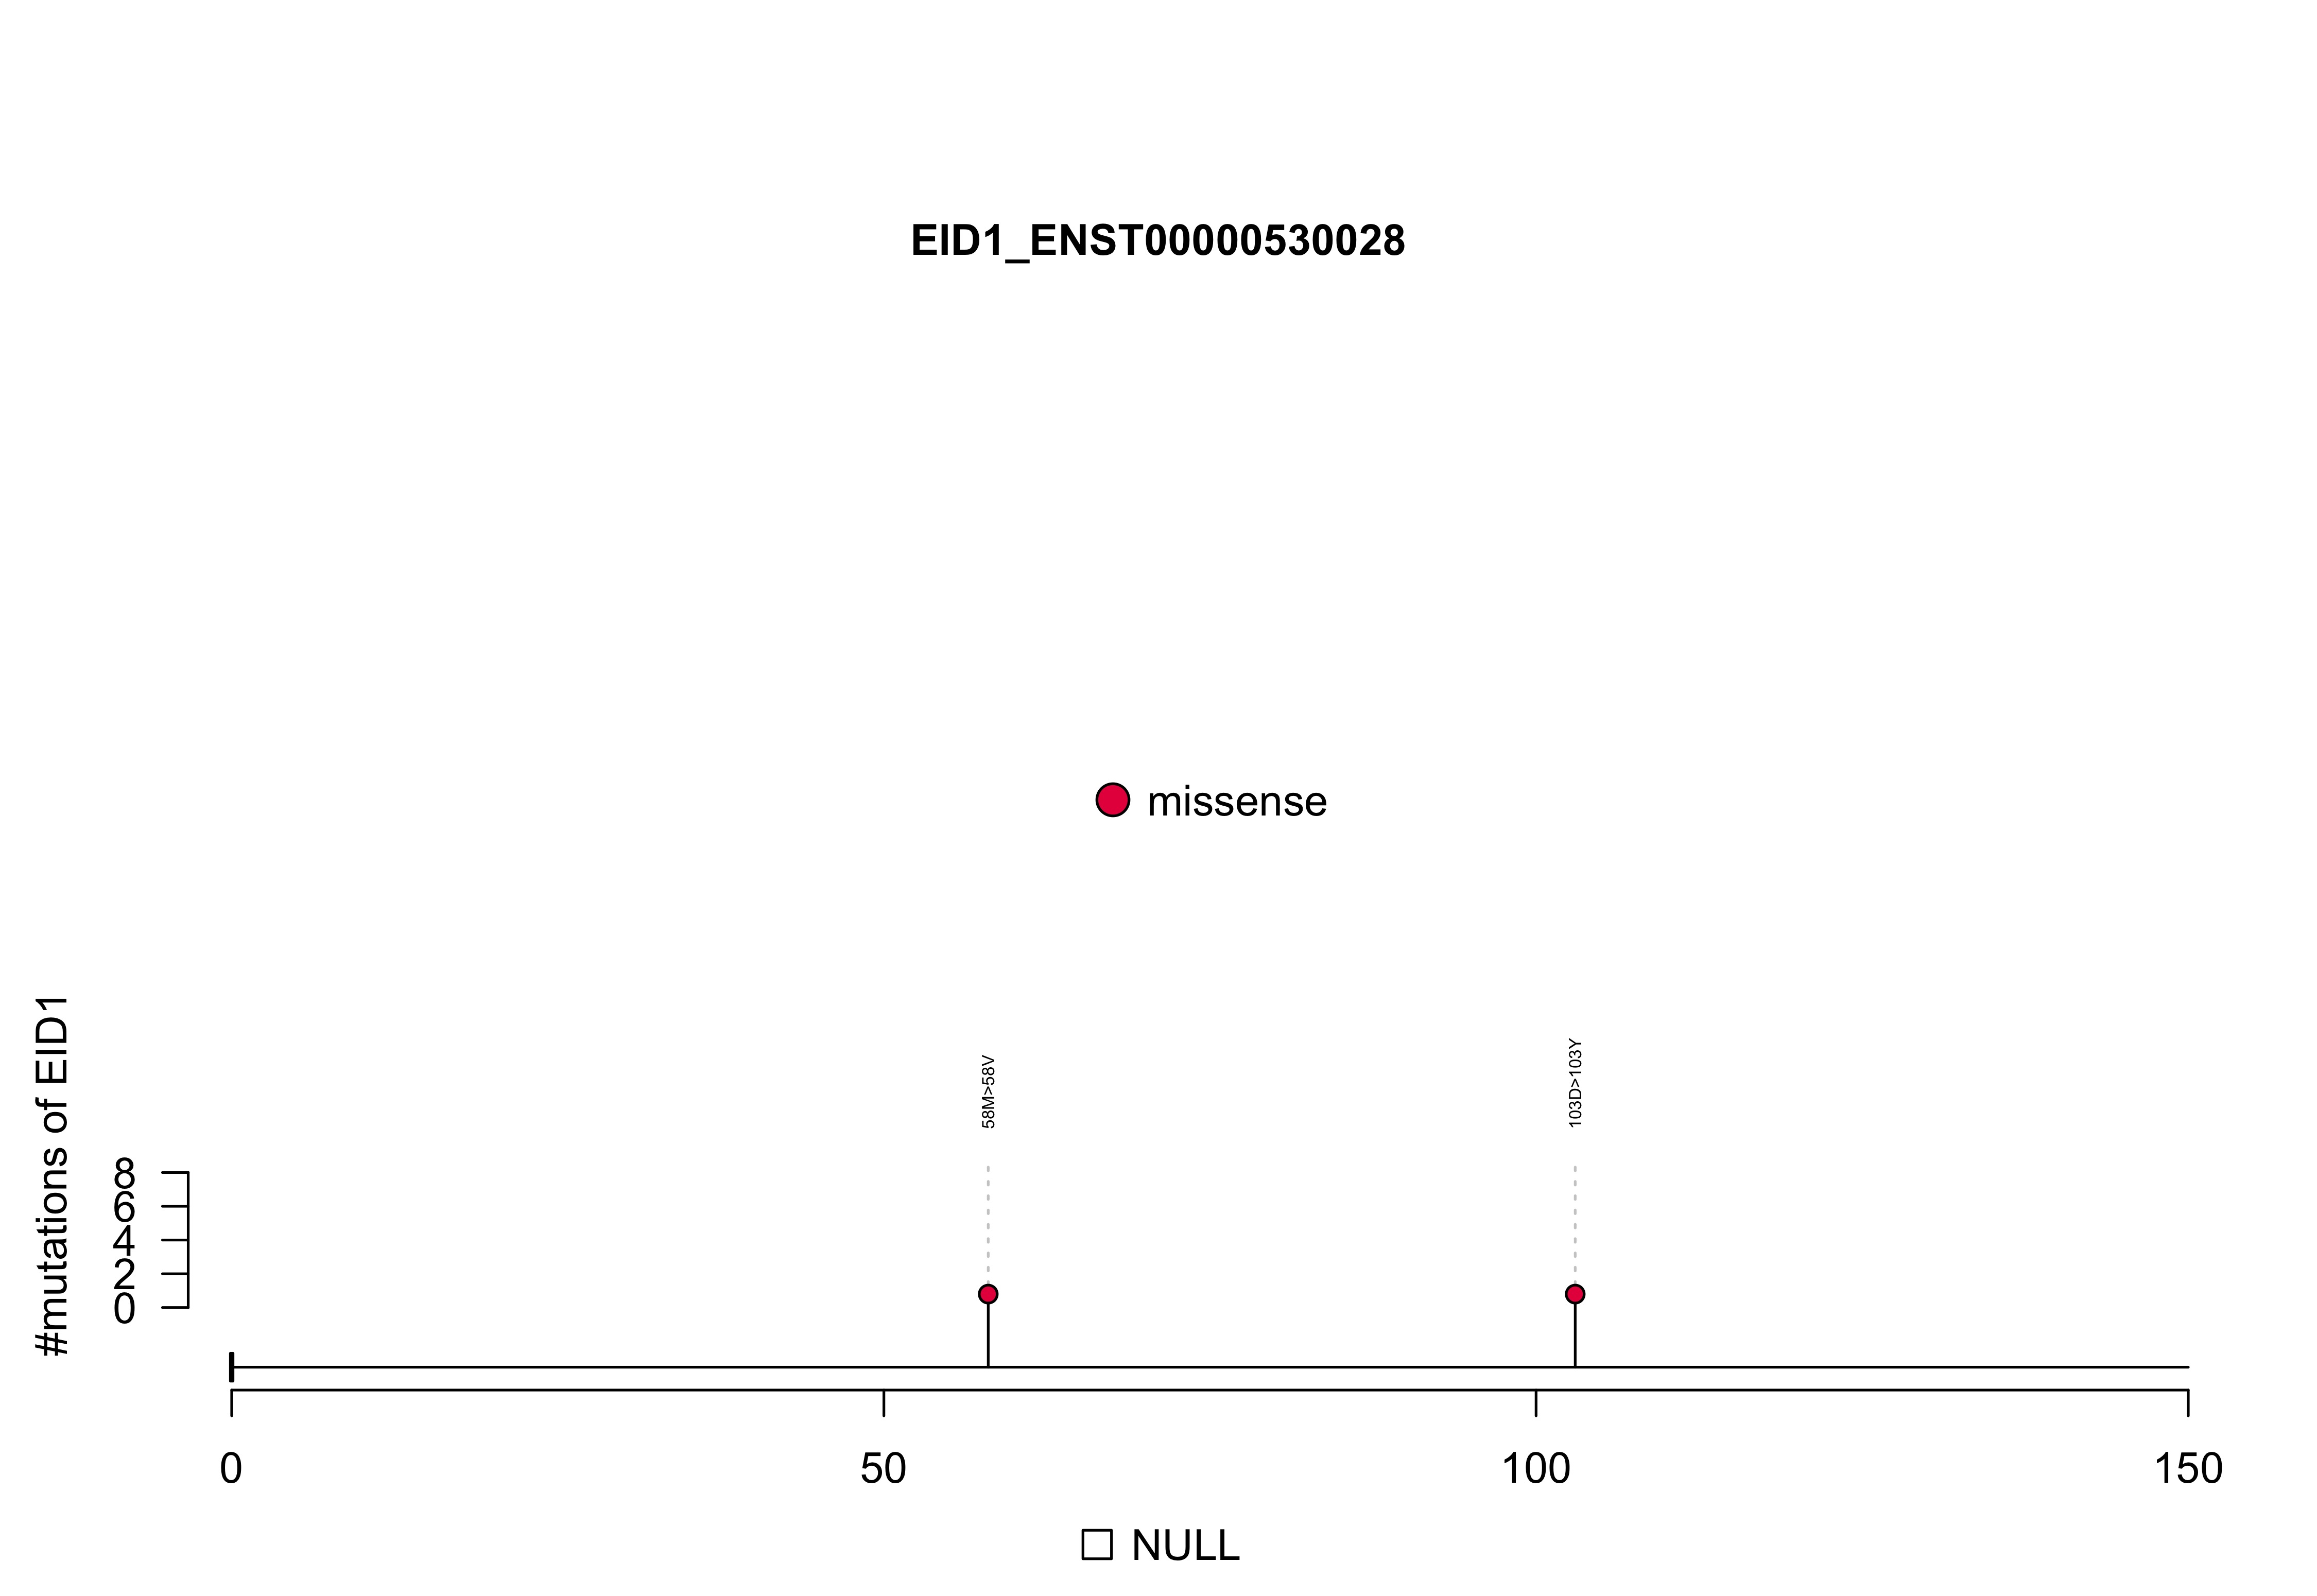 EID1_ENST00000530028
missense
#mutations of EID1
58M>58V
103D>103Y
8
6
4
2
0
0 50 100 150
NULL